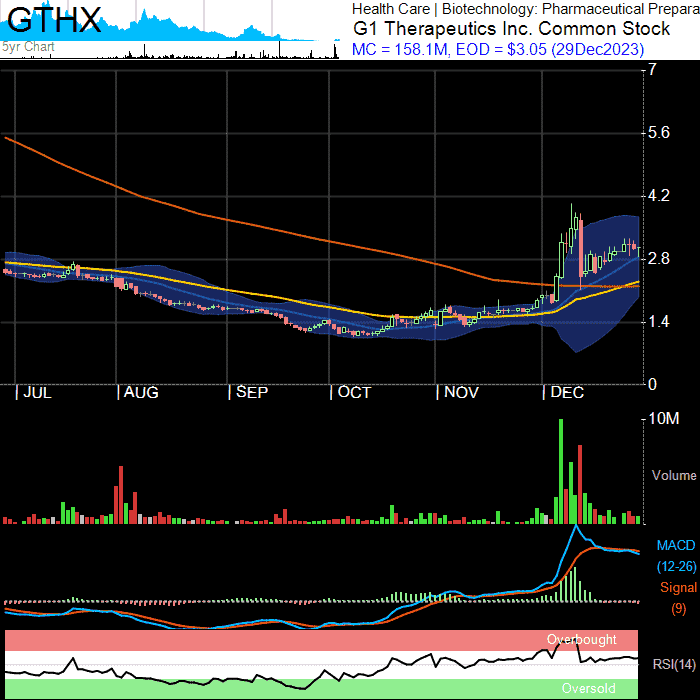 GTHX
Health Care | Biotechnology: Pharmaceutical Prepara
G1 Therapeutics Inc. Common Stock
5yr Chart
MC = 158.1M, EOD = $3.05 (29Dec2023)
7
5.6
4.2
2.8
1.4
0
| JUL | AUG | SEP | OCT | NOV | DEC
10M
Volume
MACD
(12-26)
Signal
(9)
Overbought
RSI(14)
Oversold